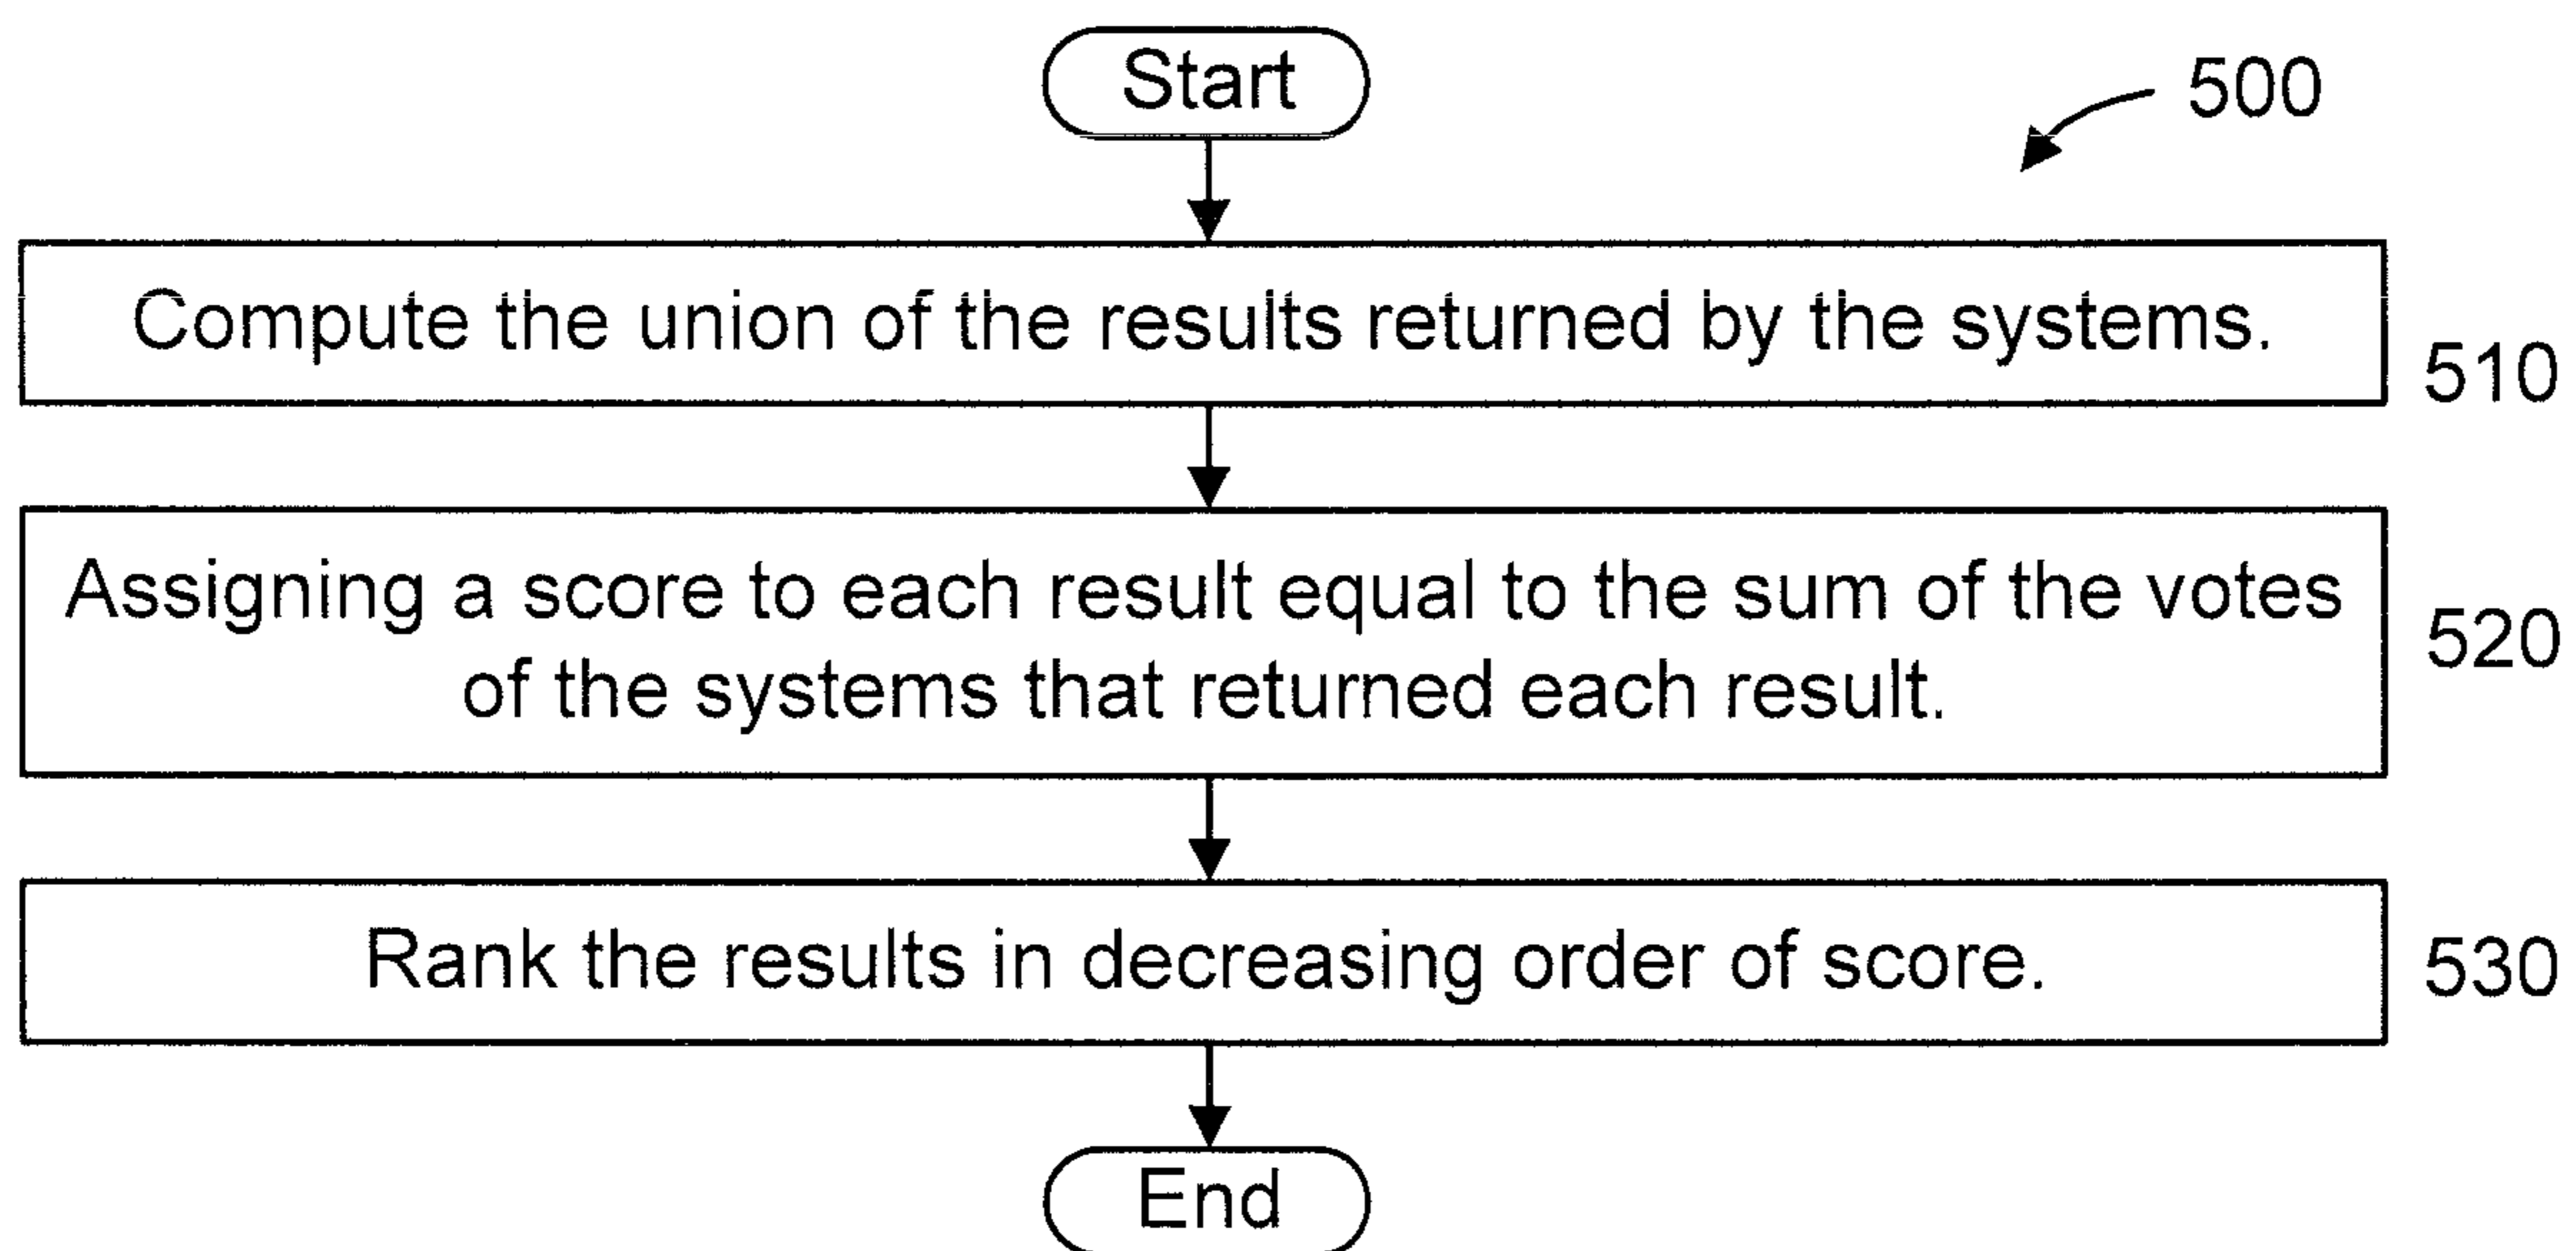 Start
500
Compute the union of the results returned by the systems.
510
Assigning a score to each result equal to the sum of the votes
of the systems that returned each result.
520
Rank the results in decreasing order of score.
530
End